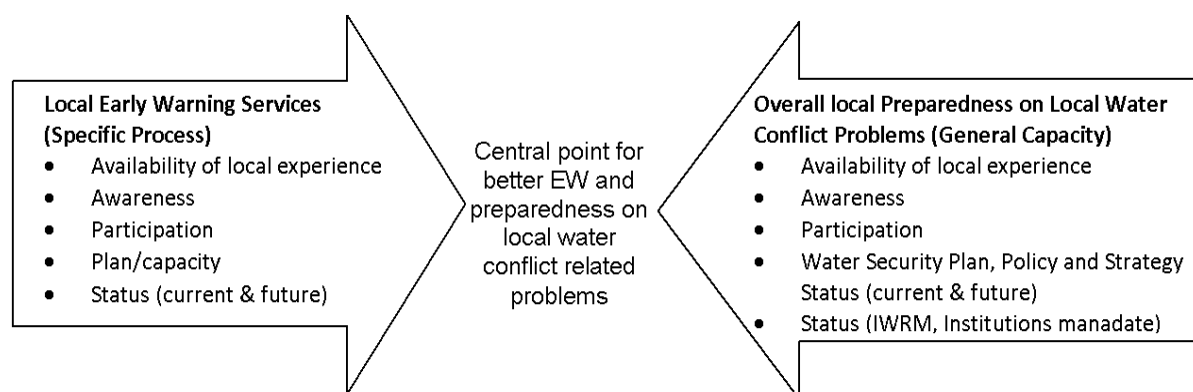 Local Early Warning Services
(Specific Process)
• Availability of local experience
• Awareness
• Participation
• Plan/capacity
• Status (current & future)
Central point for
better EW and
preparedness on
local water
conflict related
problems
Overall local Preparedness on Local Water
Conflict Problems (General Capacity)
• Availability of local experience
• Awareness
• Participation
• Water Security Plan, Policy and Strategy
Status (current & future)
• Status (IWRM, Institutions manadate)